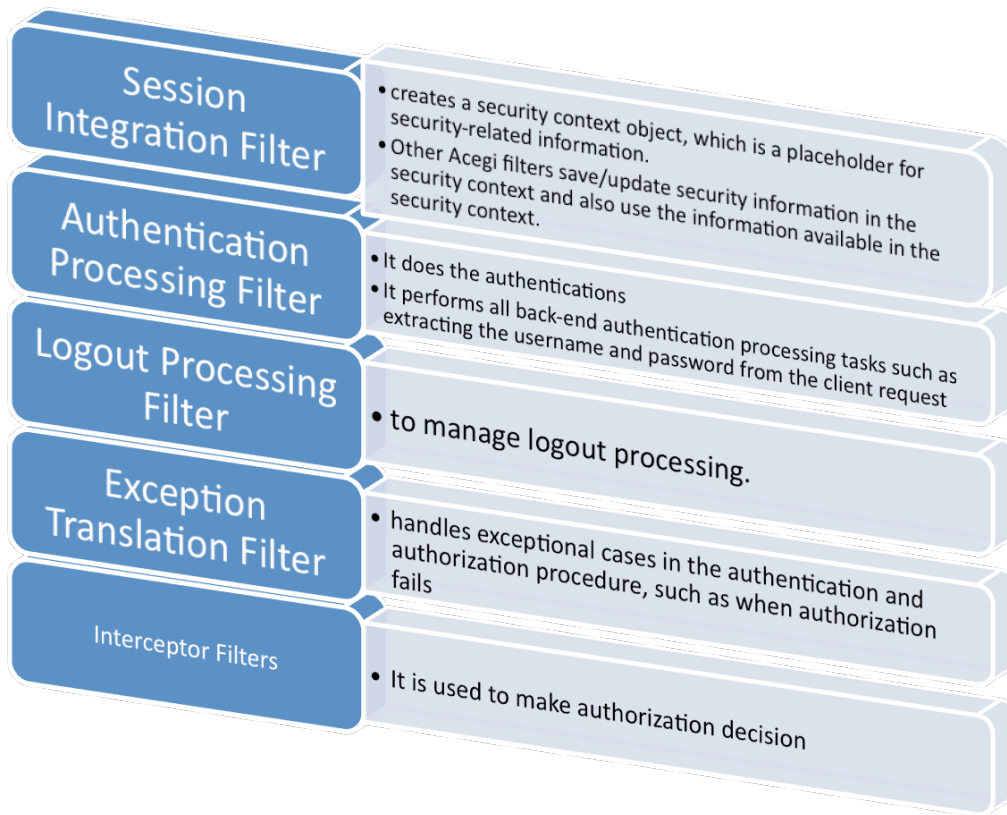 Session
Integration Filter
• creates a security context object, which is a placeholder for
security-related information.
• Other Acegi filters save/update security information in the
security context and also use the information available in the
security context.
Authentication
Processing Filter
• It does the authentications
• It performs all back-end authentication processing tasks such as
extracting the username and password from the client request
Logout Processing
Filter
• to manage logout processing.
Exception
Translation Filter
• handles exceptional cases in the authentication and
authorization procedure, such as when authorization
fails
Interceptor Filters
• It is used to make authorization decision